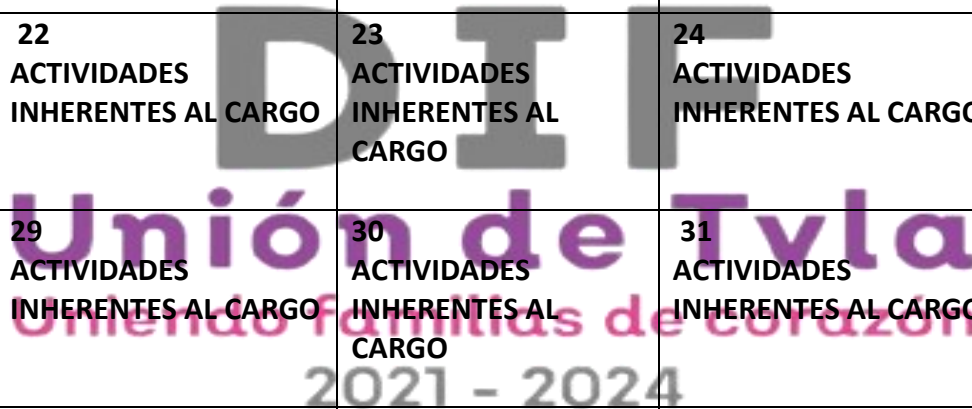 DIF
22
ACTIVIDADES
INHERENTES AL CARGO
23
ACTIVIDADES
INHERENTES AL
CARGO
24
ACTIVIDADES
INHERENTES AL CARGO
Unión de Tvla
29
ACTIVIDADES
INHERENTES AL CARGO
30
ACTIVIDADES
INHERENTES AL
CARGO
31
ACTIVIDADES
INHERENTES AL CARGO
Uniendo familias de corazón
2021 - 2024